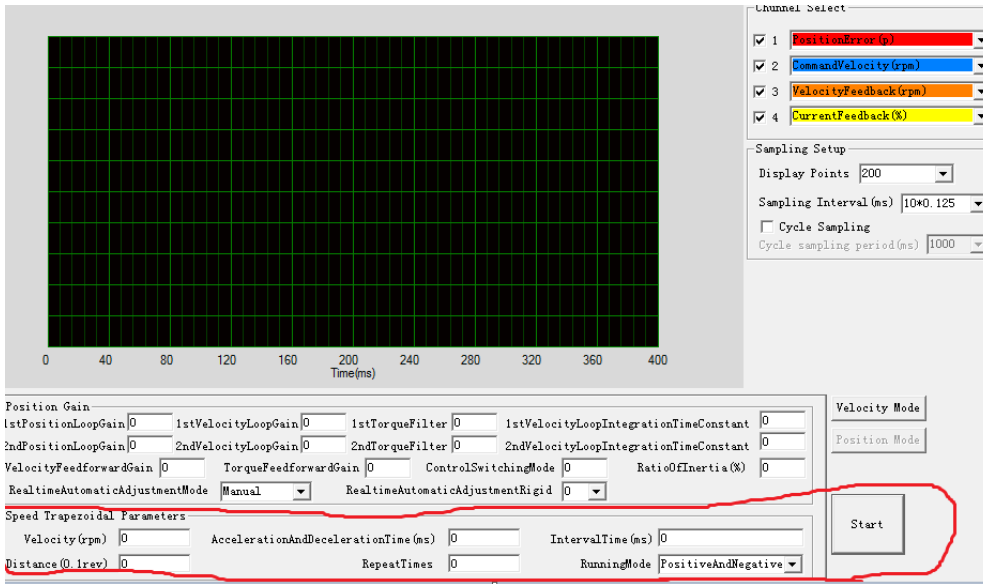 Channel Select
1 PositionError(p)
2 CommandVelocity(rpm)
3 VelocityFeedback(rpm)
4 CurrentFeedback(%)
Sampling Setup
Display Points 200
Sampling Interval(ms) 10*0.125
Cycle Sampling
Cycle sampling period(ms) 1000
0 40 80 120 160 200 240 280 320 360 400
Time(ms)
Position Gain
1stPositionLoopGain 0 1stVelocityLoopGain 0 1stTorqueFilter 0 1stVelocityLoopIntegrationTimeConstant 0
2ndPositionLoopGain 0 2ndVelocityLoopGain 0 2ndTorqueFilter 0 2ndVelocityLoopIntegrationTimeConstant 0
VelocityFeedforwardGain 0 TorqueFeedforwardGain 0 ControlSwitchingMode 0 RatioOfInertia(%) 0
RealtimeAutomaticAdjustmentMode Manual RealtimeAutomaticAdjustmentRigid 0
Velocity Mode
Position Mode
Speed Trapezoidal Parameters
Velocity(rpm) 0 AccelerationAndDecelerationTime(ms) 0 IntervalTime(ms) 0
Distance(0.1rev) 0 RepeatTimes 0 RunningMode PositiveAndNegative
Start